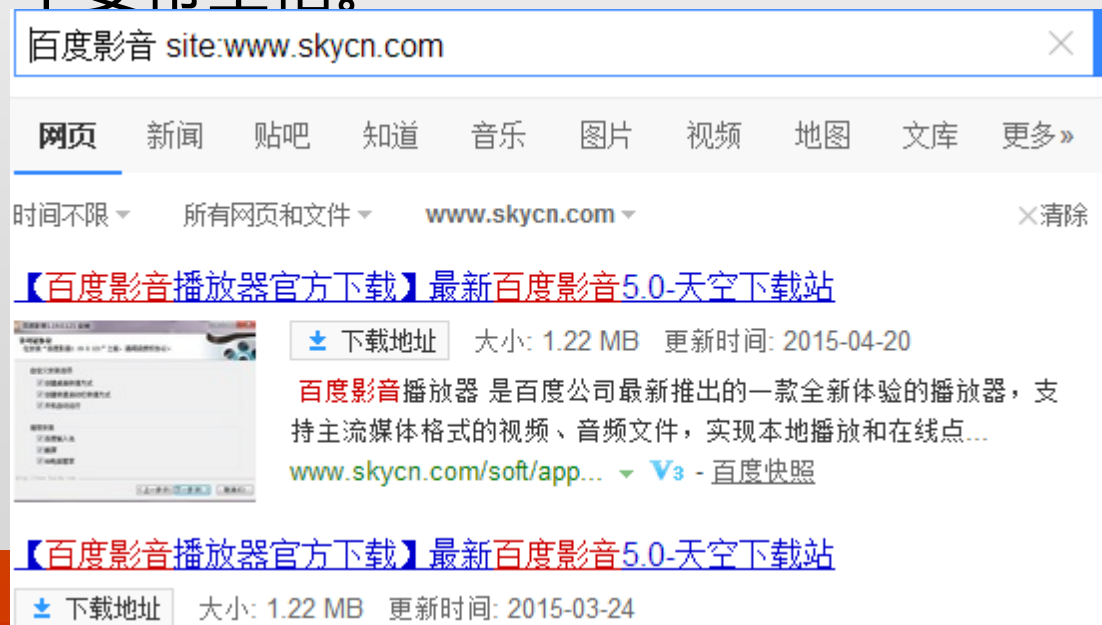 百度影音 site:www.skycn.com
网页 新闻 贴吧 知道 音乐 图片 视频 地图 文库 更多»
时间不限 所有网页和文件 www.skycn.com ×清除
【百度影音播放器官方下载】最新百度影音5.0-天空下载站
下载地址 大小: 1.22 MB 更新时间: 2015-04-20
百度影音播放器 是百度公司最新推出的一款全新体验的播放器，支
持主流媒体格式的视频、音频文件，实现本地播放和在线点...
www.skycn.com/soft/app... V3 - 百度快照
【百度影音播放器官方下载】最新百度影音5.0-天空下载站
下载地址 大小: 1.22 MB 更新时间: 2015-03-24